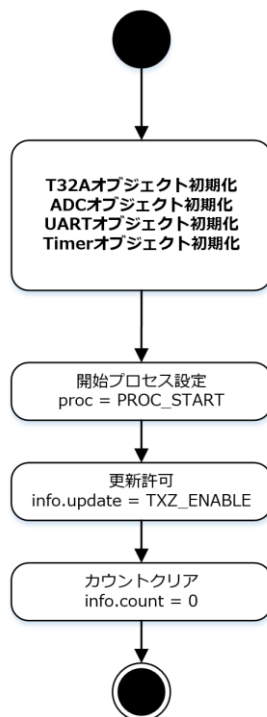 T32Aオブジェクト初期化
ADCオブジェクト初期化
UARTオブジェクト初期化
Timerオブジェクト初期化
開始プロセス設定
proc = PROC_START
更新許可
info.update = TXZ_ENABLE
カウントクリア
info.count = 0